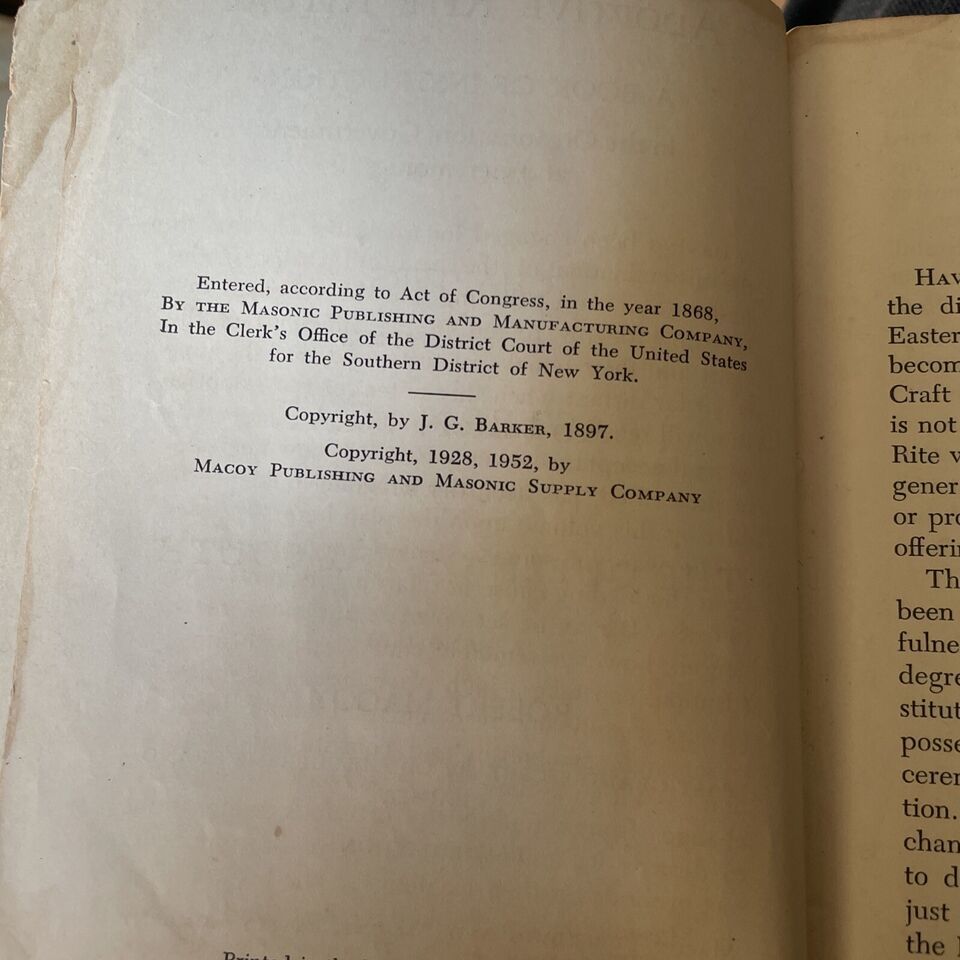 Entered, according to Act of Congress, in the year 1868,
By the Masonic Publishing and Manufacturing Company,
In the Clerk's Office of the District Court of the United States
for the Southern District of New York.
Copyright, by J. G. Barker, 1897.
Copyright, 1928, 1952, by
Macoy Publishing and Masonic Supply Company
Printed in
Hav
the di
Easter
becom
Craft
is not
Rite v
gener
or pro
offerin
Th
been
fulne
degre
stitut
posse
cerem
tion.
chan
to d
just
the